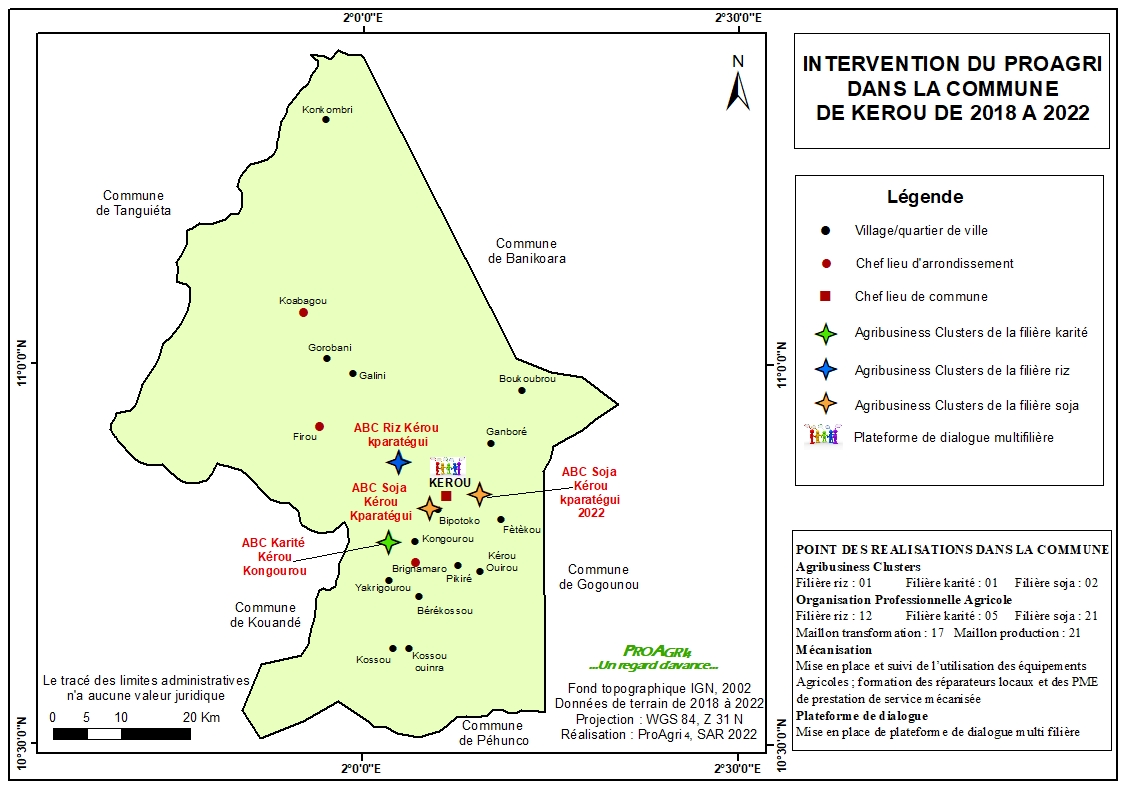 2°0'0"E
2°30'0"E
INTERVENTION DU PROAGRI
DANS LA COMMUNE
DE KEROU DE 2018 A 2022
N
Konkombri
Commune
de Tanguiéta
Commune
de Banikoara
Koabagou
Gorobani
Galini
11°0'0"N
11°0'0"N
Boukoubrou
Firou
Ganboré
ABC Riz Kérou
kparatégui
KEROU
ABC Soja
Kérou
Kparatégui
ABC Soja
Kérou
kparatégui
2022
Bipotoko
Fètèkou
ABC Karité
Kérou
Kongourou
Kongourou
Brignamaro
Kérou
Ouirou
Pikiré
Yakrigourou
Bérékossou
Commune
de Gogounou
Commune
de Kouandé
Kossou
Kossou
ouinra
Légende
Village/quartier de ville
Chef lieu d'arrondissement
Chef lieu de commune
Agribusiness Clusters de la filière karité
Agribusiness Clusters de la filière riz
Agribusiness Clusters de la filière soja
Plateforme de dialogue multifilière
POINT DES REALISATIONS DANS LA COMMUNE
Agribusiness Clusters
Filière riz : 01 Filière karité : 01 Filière soja : 02
Organisation Professionnelle Agricole
Filière riz : 12 Filière karité : 05 Filière soja : 21
Maillon transformation : 17 Maillon production : 21
Mécanisation
Mise en place et suivi de l'utilisation des équipements
Agricoles ; formation des réparateurs locaux et des PME
de prestation de service mécanisée
Plateforme de dialogue
Mise en place de plateforme de dialogue multi filière
PROAGRI4
...Un regard d'avance...
Fond topographique IGN, 2002
Données de terrain de 2018 à 2022
Projection : WGS 84, Z 31 N
Réalisation : ProAgri 4, SAR 2022
Le tracé des limites administratives
n'a aucune valeur juridique
0 5 10 20 Km
Commune
de Péhunco
10°30'0"N
10°30'0"N
2°0'0"E
2°30'0"E